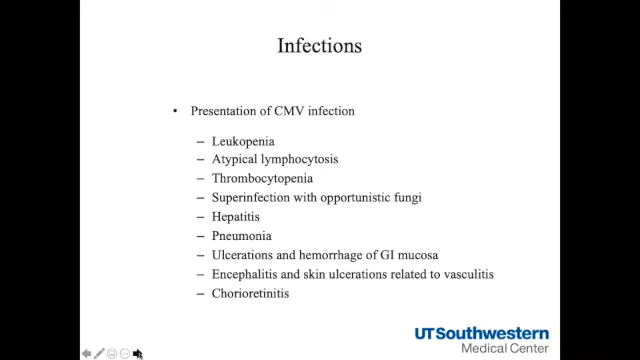 Infections
• Presentation of CMV infection
– Leukopenia
– Atypical lymphocytosis
– Thrombocytopenia
– Superinfection with opportunistic fungi
– Hepatitis
– Pneumonia
– Ulcerations and hemorrhage of GI mucosa
– Encephalitis and skin ulcerations related to vasculitis
– Chorioretinitis
UTSouthwestern
Medical Center